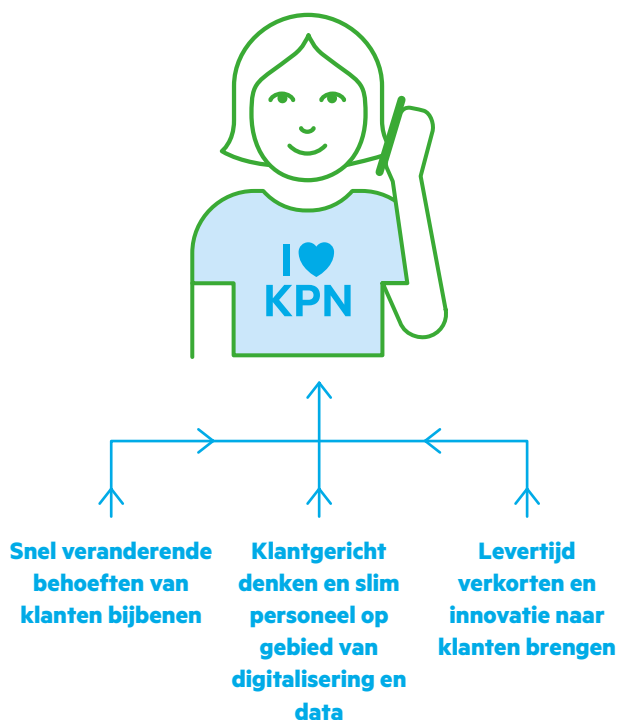 I ♥
KPN
Snel veranderende
behoeften van
klanten bijbenen
Klantgericht
denken en slim
personeel op
gebied van
digitalisering en
data
Levertijd
verkorten en
innovatie naar
klanten brengen